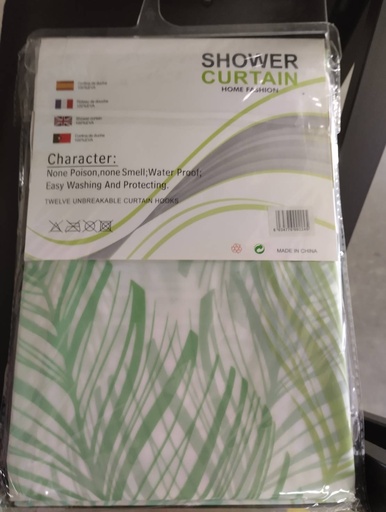 SHOWER
CURTAIN
HOME FASHION
Character:
None Poison,none Smell;Water Proof;
Easy Washing And Protecting.
TWELVE UNBREAKABLE CURTAIN HOOKS
MADE IN CHINA